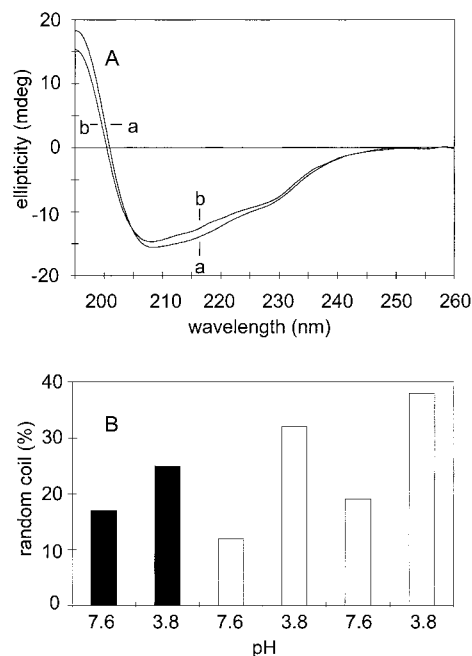 20
A
10
b
a
0
b
-10
a
-20
ellipticity (mdeg)
200 210 220 230 240 250 260
wavelength (nm)
40
B
30
20
10
0
random coil (%)
7.6 3.8 7.6 3.8 7.6 3.8
pH